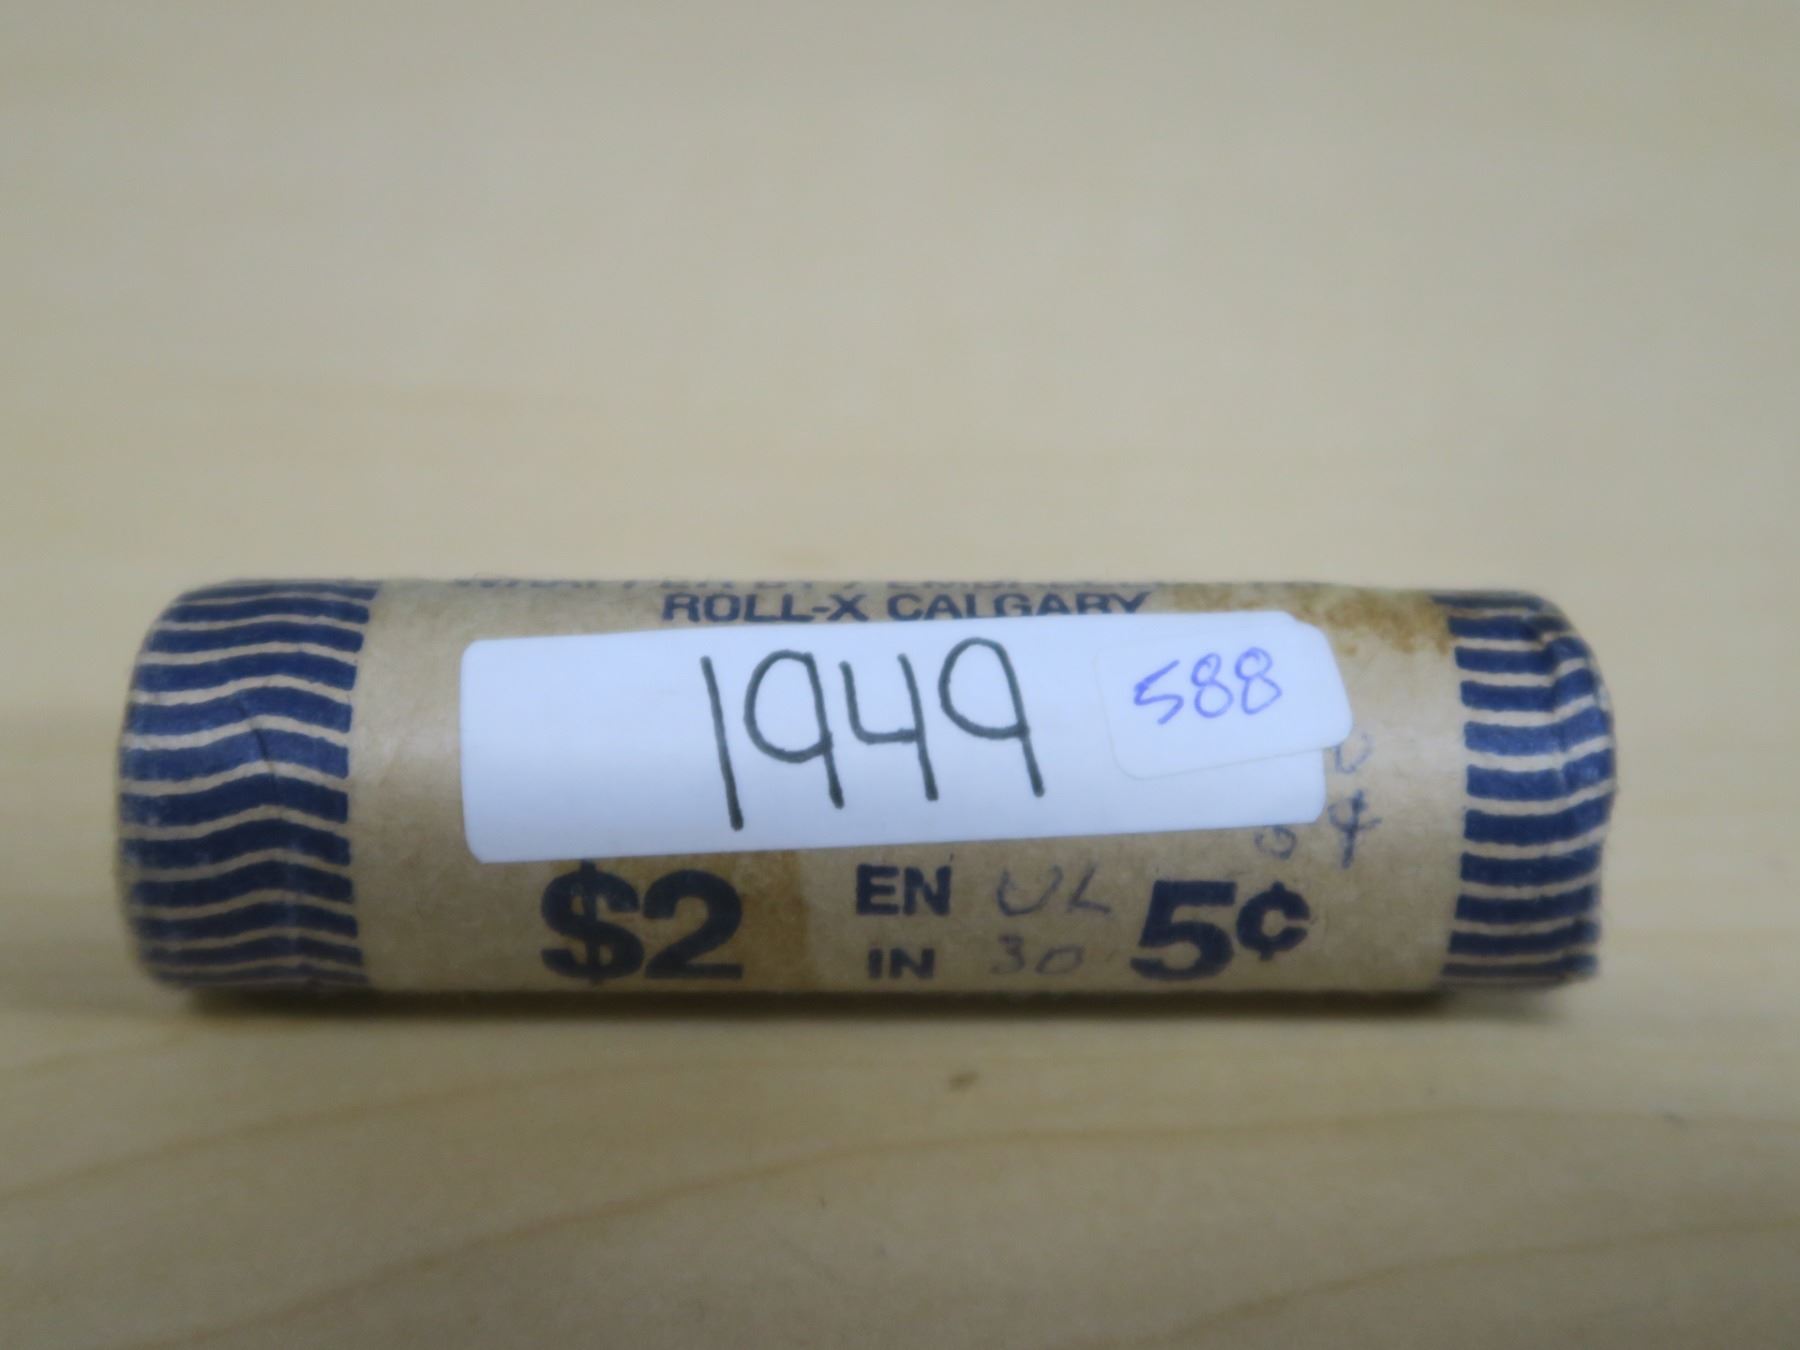 ROLL-X CALGARY
1949
588
$2 EN UL 5¢
IN 30